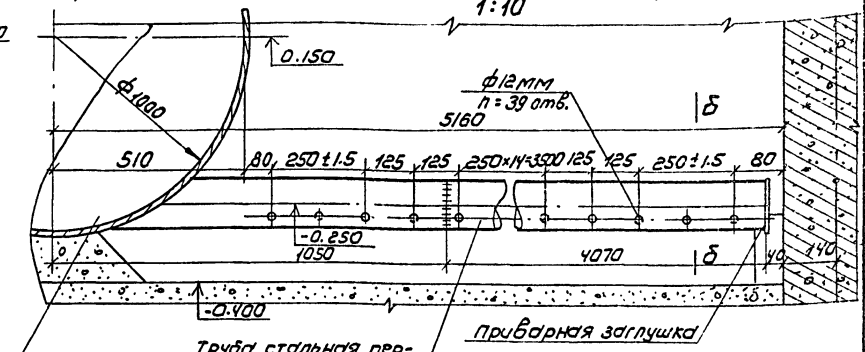 1:10
0.150
ф1000
ф12мм
n=39 отв.
б
5160
510
80
250±1.5
125
125
250×14=3500
125
125
250±1.5
80
-0.250
1050
4070
б
40
140
-0.400
б
приварная заглушка
труба стальная пер-